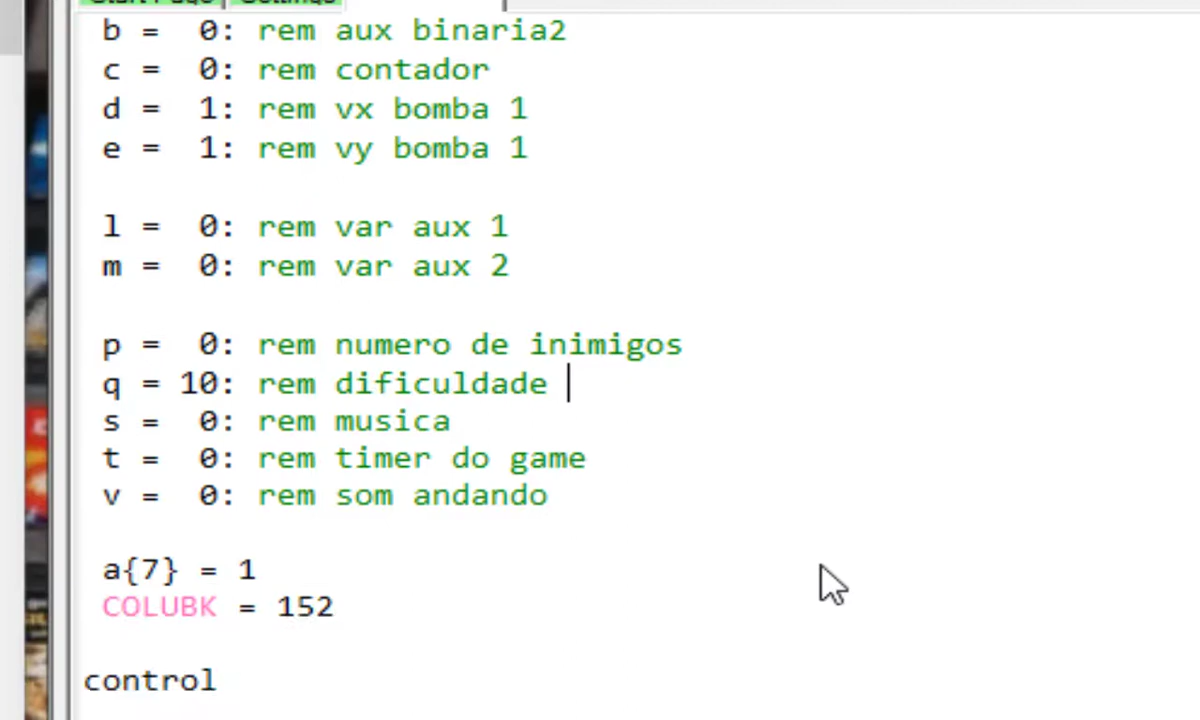 b =  0: rem aux binaria2
c =  0: rem contador
d =  1: rem vx bomba 1
e =  1: rem vy bomba 1
l =  0: rem var aux 1
m =  0: rem var aux 2
p =  0: rem numero de inimigos
q = 10: rem dificuldade
s =  0: rem musica
t =  0: rem timer do game
v =  0: rem som andando
a{7} = 1
COLUBK = 152
control